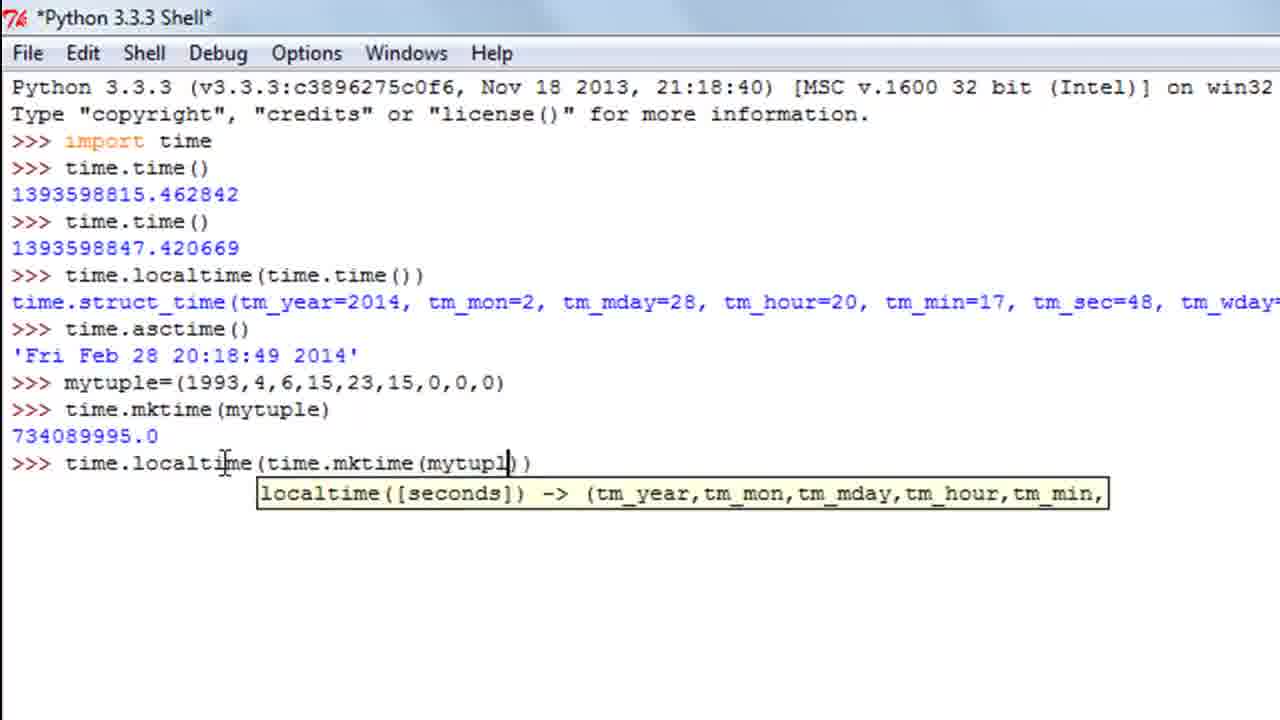 *Python 3.3.3 Shell*
File Edit Shell Debug Options Windows Help
Python 3.3.3 (v3.3.3:c3896275c0f6, Nov 18 2013, 21:18:40) [MSC v.1600 32 bit (Intel)] on win32
Type "copyright", "credits" or "license()" for more information.
>>> import time
>>> time.time()
1393598815.462842
>>> time.time()
1393598847.420669
>>> time.localtime(time.time())
time.struct_time(tm_year=2014, tm_mon=2, tm_mday=28, tm_hour=20, tm_min=17, tm_sec=48, tm_wday=
>>> time.asctime()
'Fri Feb 28 20:18:49 2014'
>>> mytuple=(1993,4,6,15,23,15,0,0,0)
>>> time.mktime(mytuple)
734089995.0
>>> time.localtime(time.mktime(mytupl))
localtime([seconds]) -> (tm_year,tm_mon,tm_mday,tm_hour,tm_min,